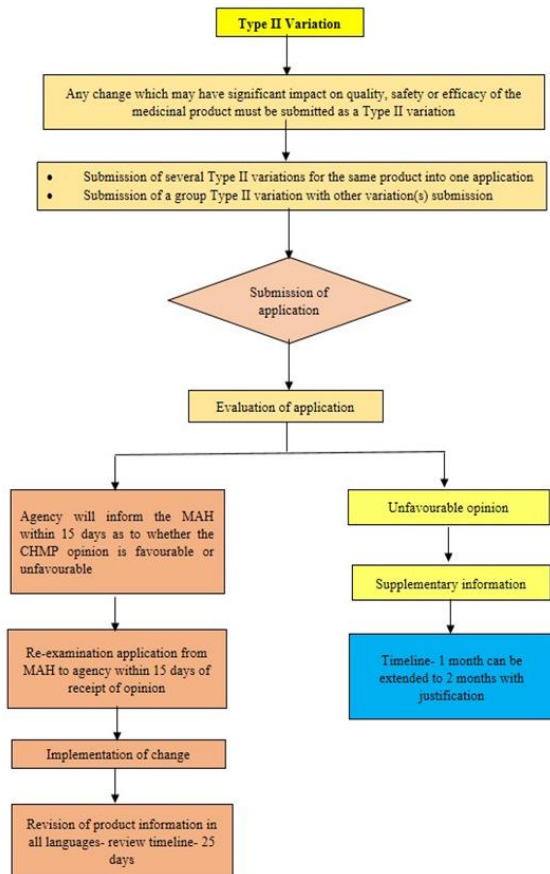 Type II Variation
Any change which may have significant impact on quality, safety or efficacy of the
medicinal product must be submitted as a Type II variation
• Submission of several Type II variations for the same product into one application
• Submission of a group Type II variation with other variation(s) submission
Submission of
application
Evaluation of application
Agency will inform the MAH
within 15 days as to whether the
CHMP opinion is favourable or
unfavourable
Re-examination application from
MAH to agency within 15 days of
receipt of opinion
Implementation of change
Revision of product information in
all languages- review timeline- 25
days
Unfavourable opinion
Supplementary information
Timeline- 1 month can be
extended to 2 months with
justification